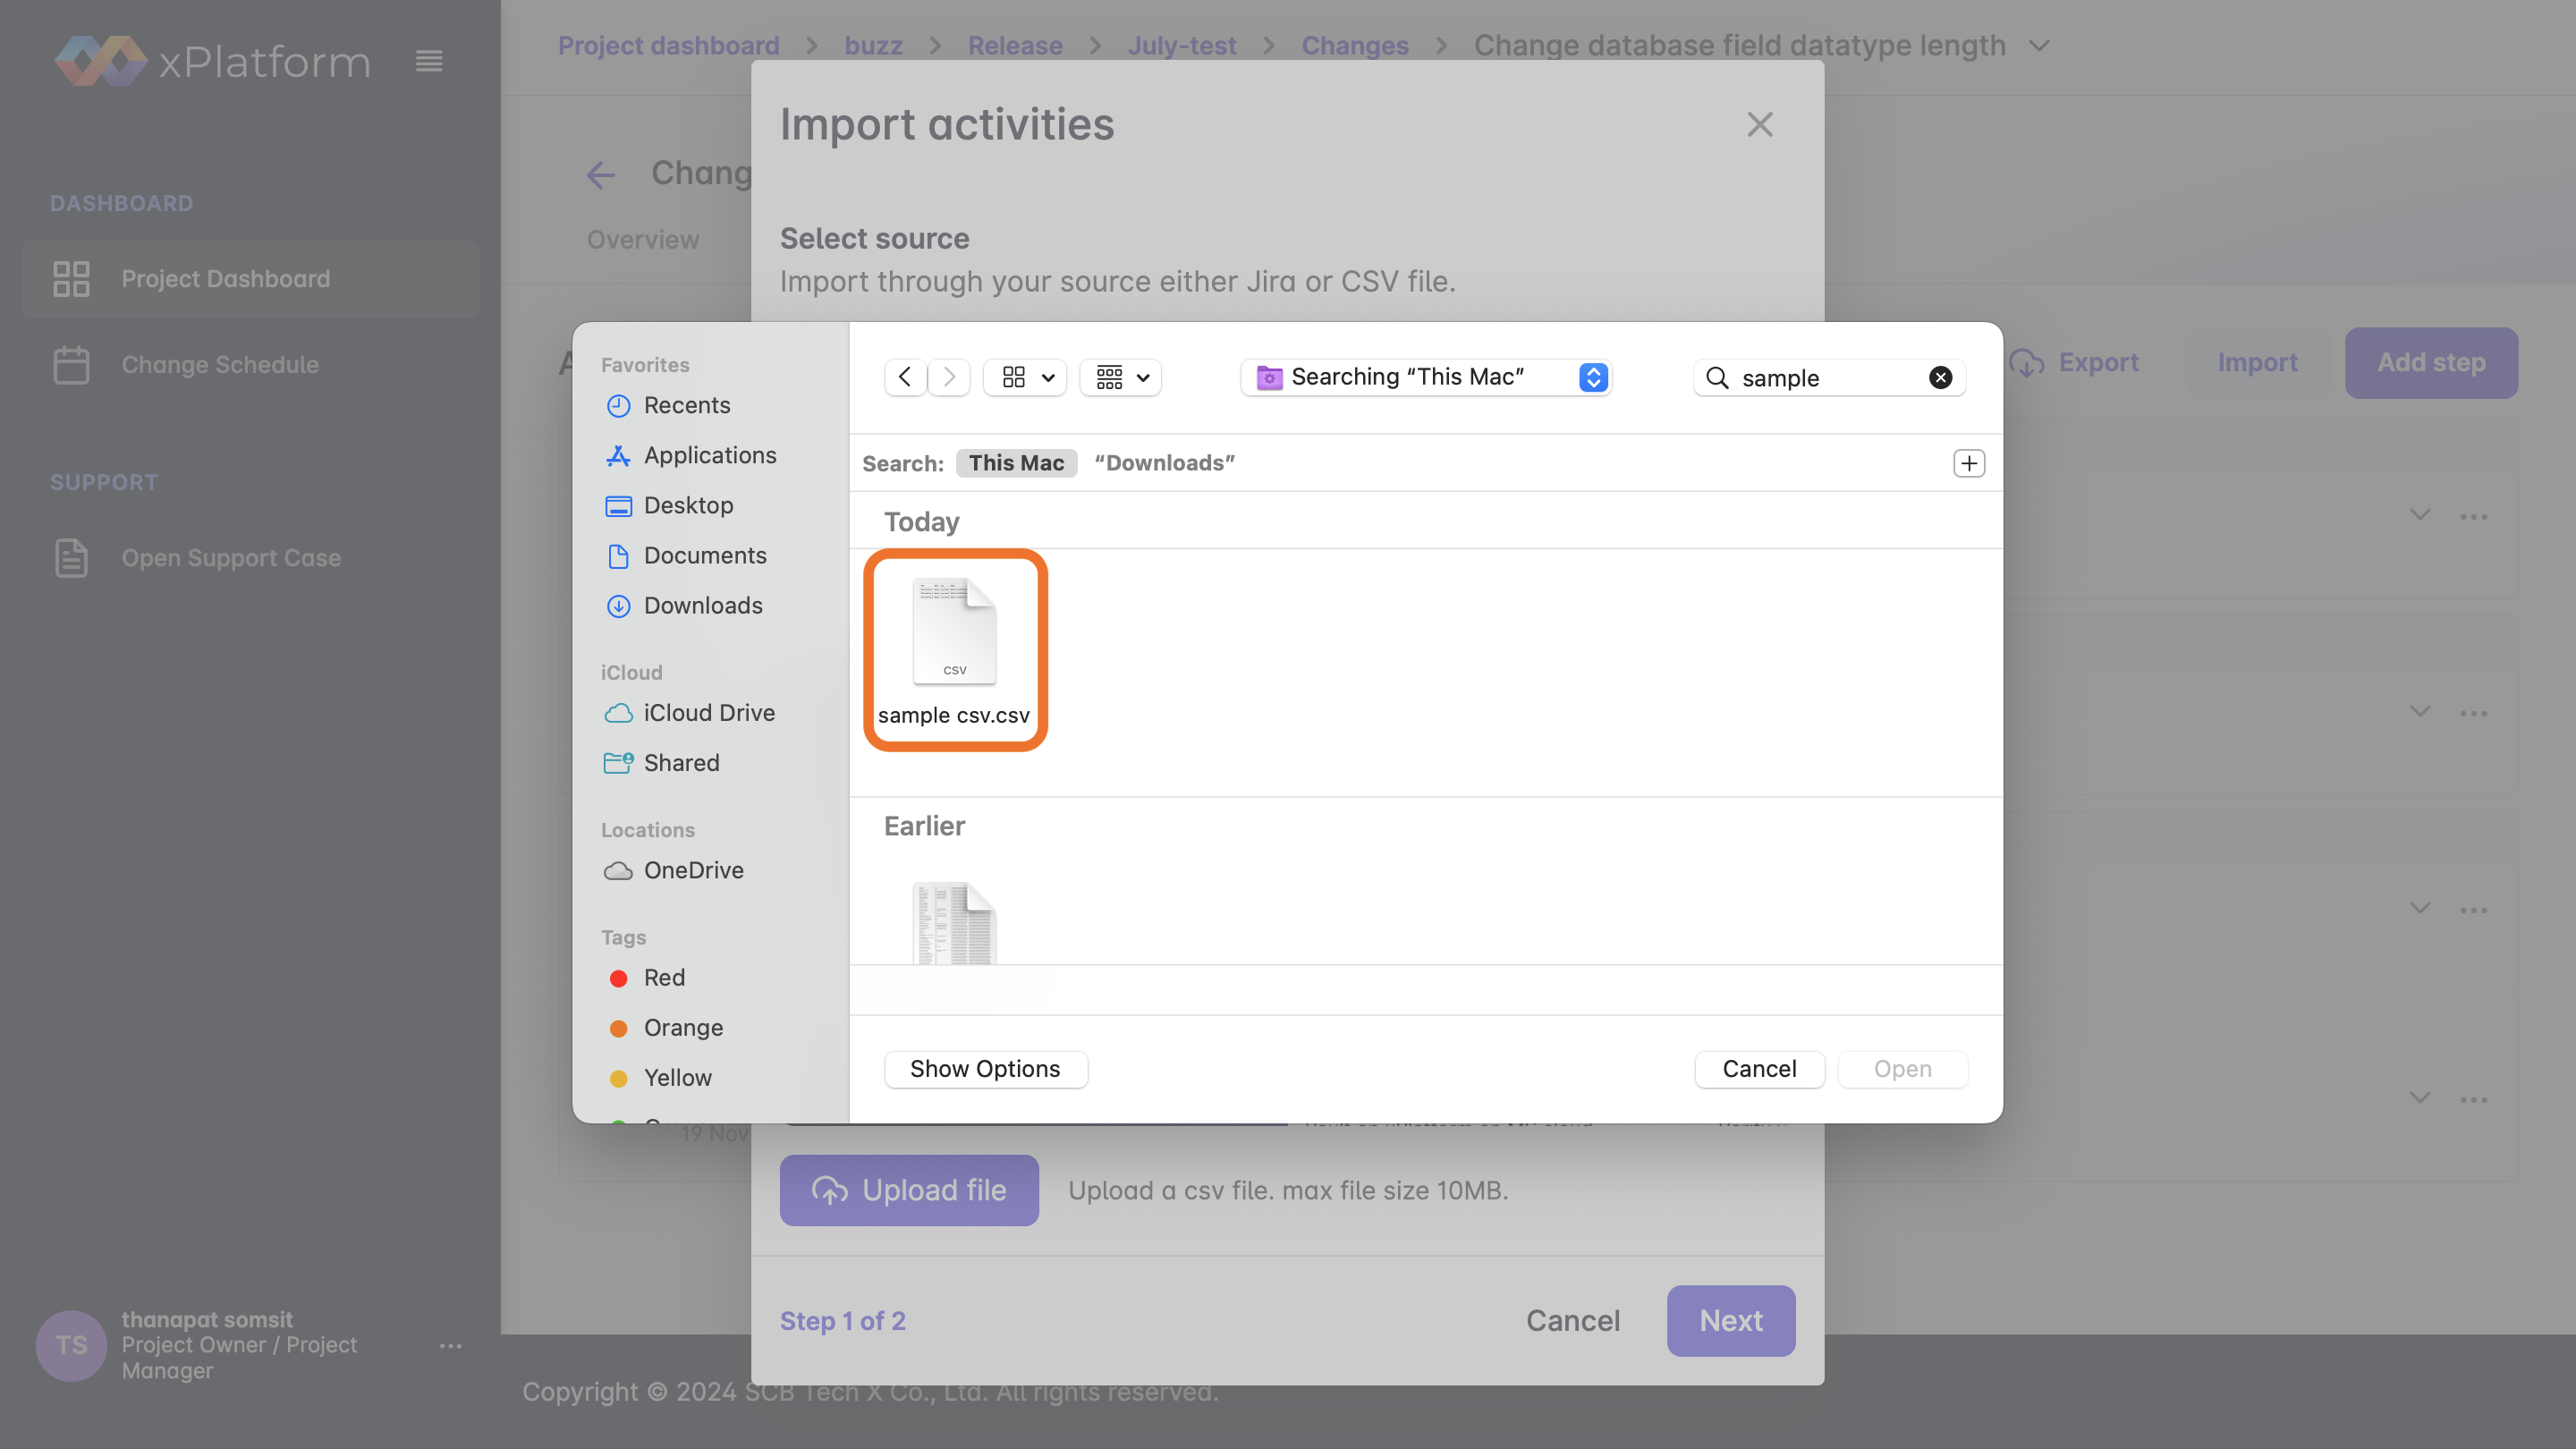 xPlatform
Project dashboard > buzz > Release > July-test > Changes > Change database field datatype length
DASHBOARD
Project Dashboard
Change Schedule
SUPPORT
Open Support Case
Chang
Overview
Import activities
Select source
Import through your source either Jira or CSV file.
Export
Import
Add step
Favorites
Recents
Applications
Desktop
Documents
Downloads
iCloud
iCloud Drive
Shared
Locations
OneDrive
Tags
Red
Orange
Yellow
Searching “This Mac”
sample
Search: This Mac “Downloads”
Today
CSV
sample csv.csv
Earlier
Show Options
Cancel
Open
19 Nov
Upload file
Upload a csv file. max file size 10MB.
Step 1 of 2
Cancel
Next
TS
thanapat somsit
Project Owner / Project
Manager
Copyright © 2024 SCB Tech X Co., Ltd. All rights reserved.